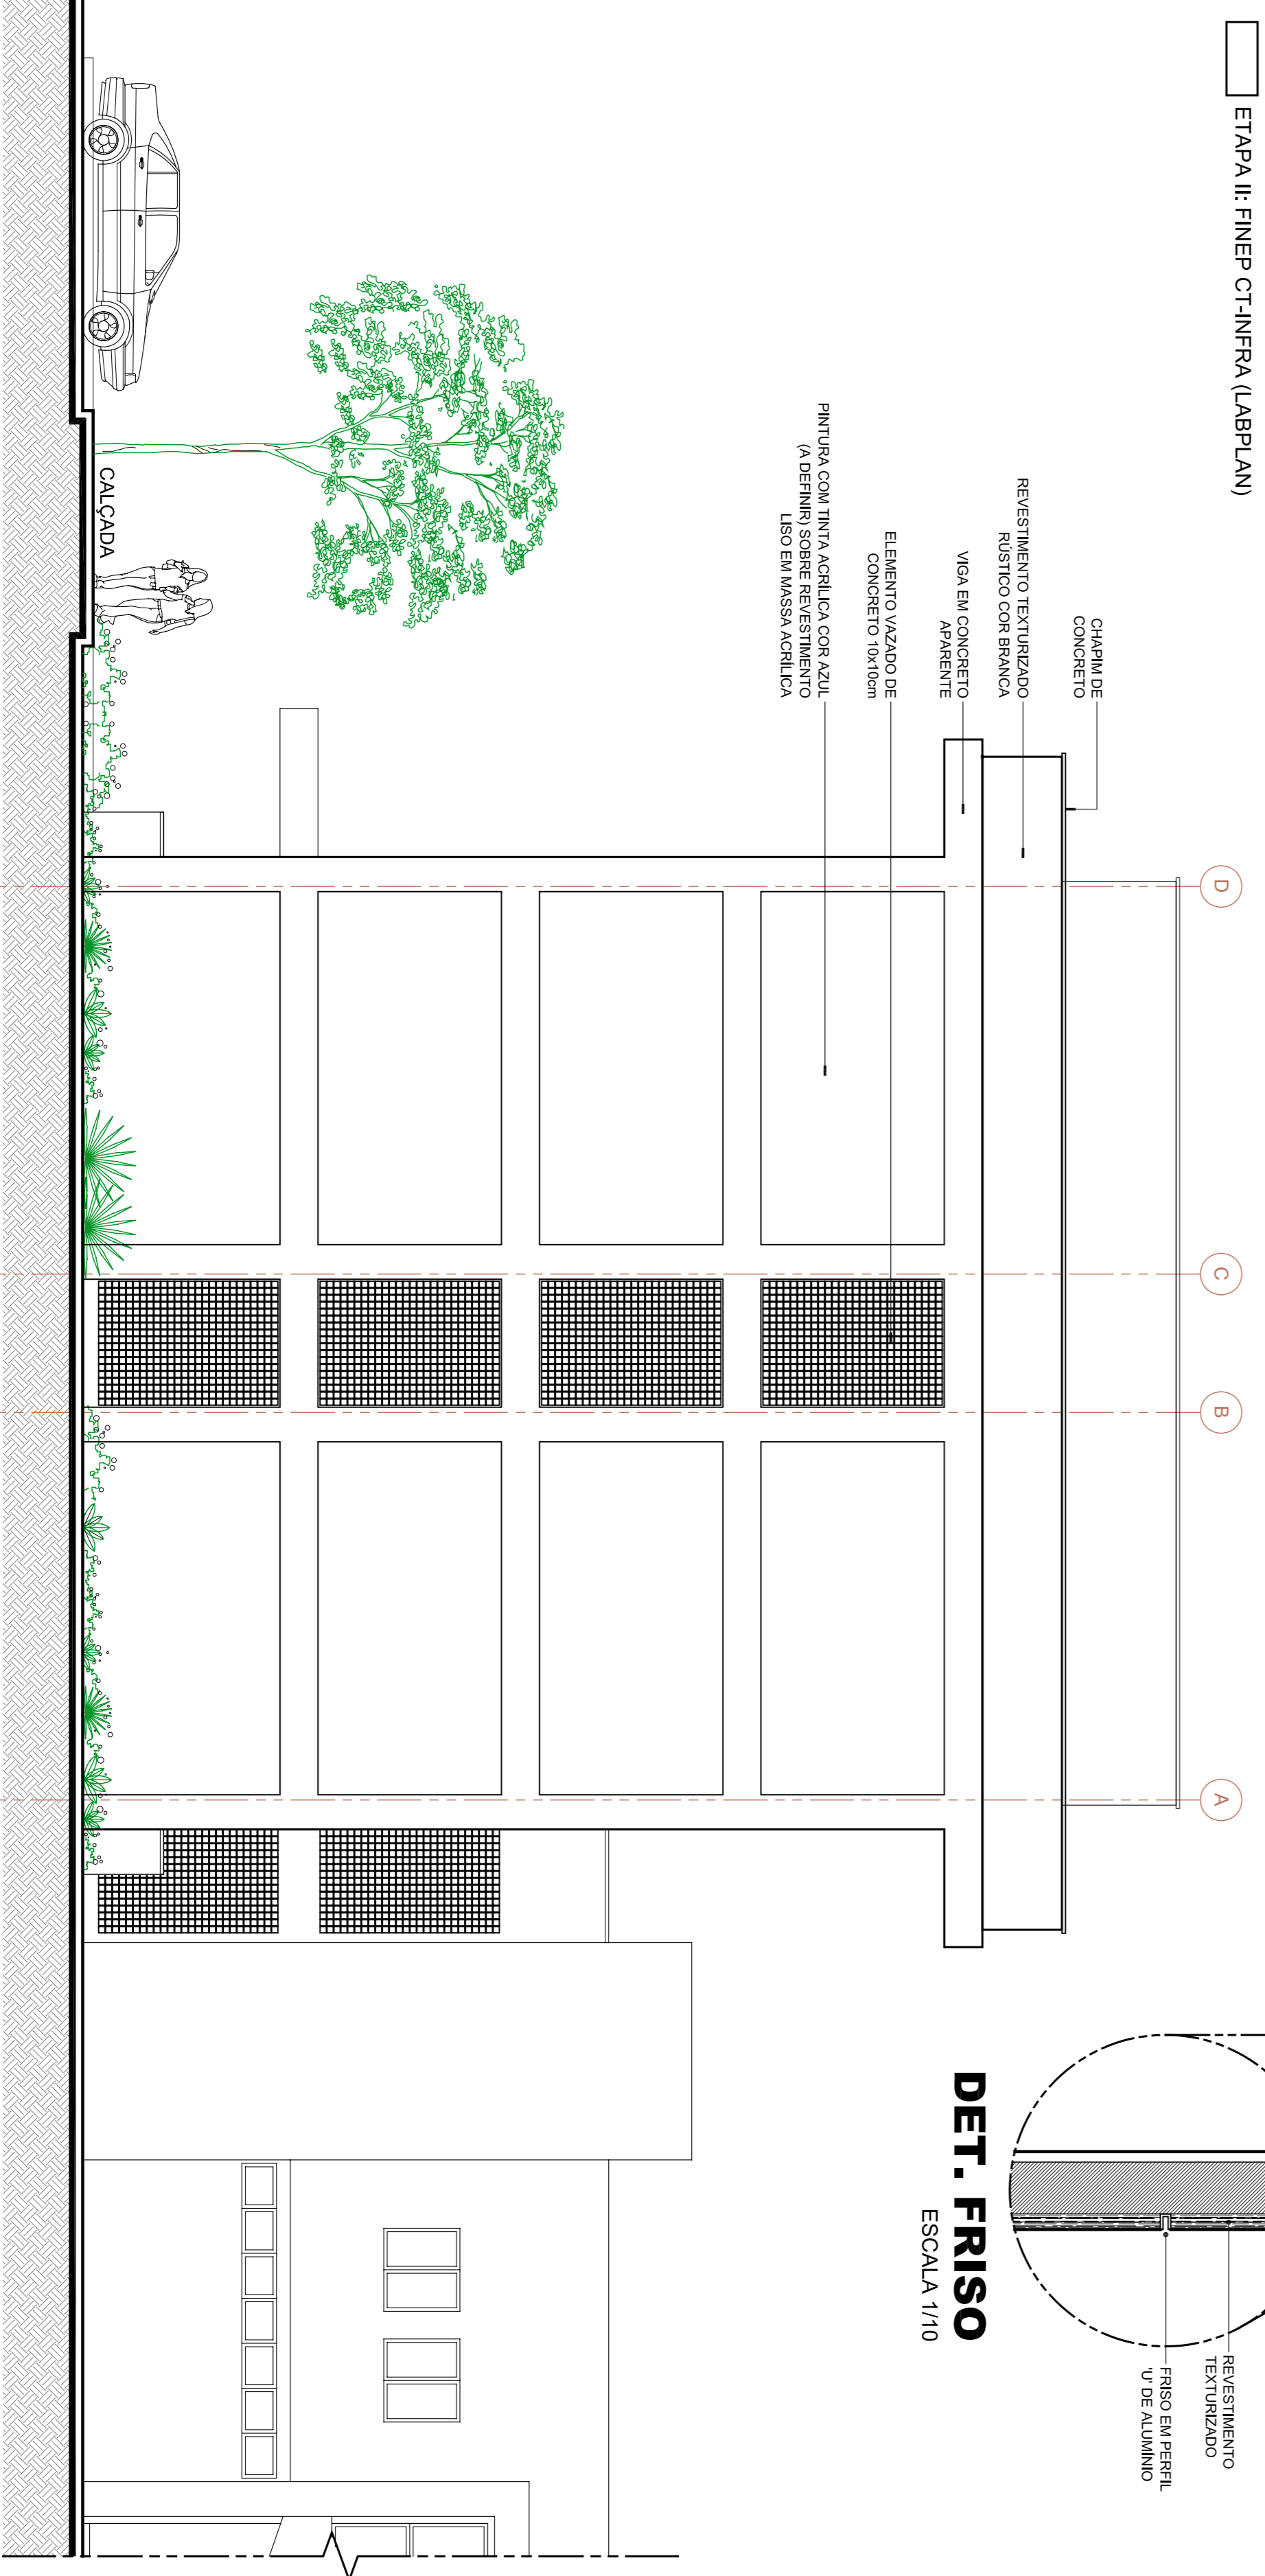 ETAPA II: FINEP CT-INFRA (LABPLAN)
CHAPIM DE
CONCRETO
REVESTIMENTO TEXTURIZADO
RÚSTICO COR BRANCA
VIGA EM CONCRETO
APARENTE
ELEMENTO VAZADO DE
CONCRETO 10x10cm
PINTURA COM TINTA ACRÍLICA COR AZUL
(A DEFINIR) SOBRE REVESTIMENTO
LISO EM MASSA ACRÍLICA
CALÇADA
D
C
B
A
REVESTIMENTO
TEXTURIZADO
FRISO EM PERFIL
'U' DE ALUMÍNIO
DET. FRISO
ESCALA 1/10